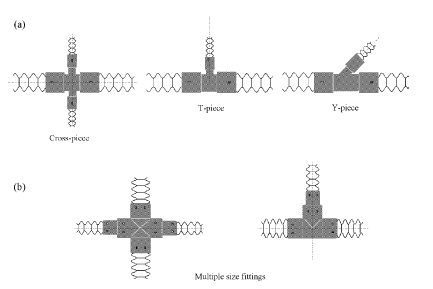 (a)
Cross-piece
T-piece
Y-piece
(b)
Multiple size fittings